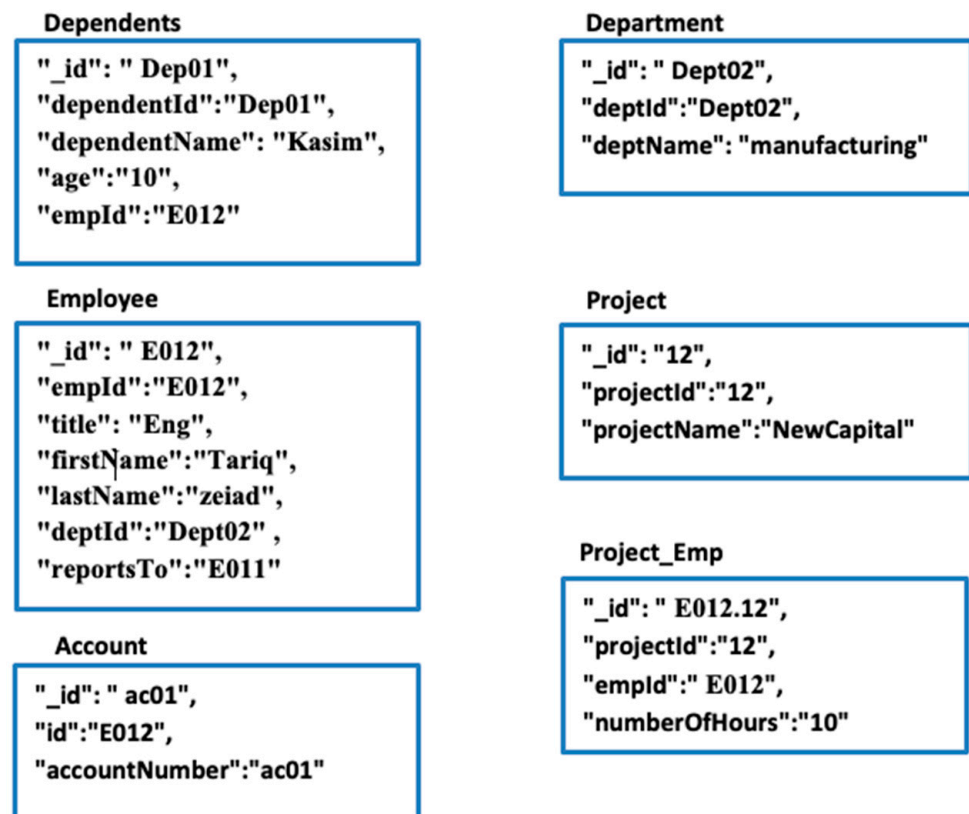 Dependents
"_id": " Dep01",
"dependentId":"Dep01",
"dependentName": "Kasim",
"age":"10",
"empId":"E012"
Employee
"_id": " E012",
"empId":"E012",
"title": "Eng",
"firstName":"Tariq",
"lastName":"zeiad",
"deptId":"Dept02" ,
"reportsTo":"E011"
Account
"_id": " ac01",
"id":"E012",
"accountNumber":"ac01"
Department
"_id": " Dept02",
"deptId":"Dept02",
"deptName": "manufacturing"
Project
"_id": "12",
"projectId":"12",
"projectName":"NewCapital"
Project_Emp
"_id": " E012.12",
"projectId":"12",
"empId":" E012",
"numberOfHours":"10"